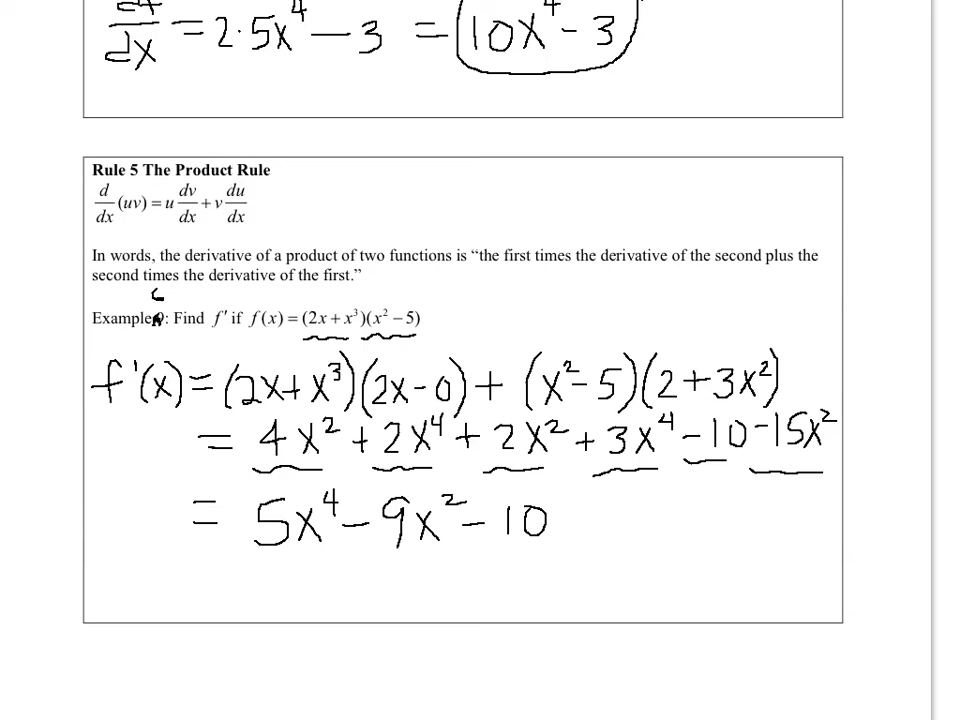 dx = 2·5x⁴ − 3 = 10x⁴ − 3
Rule 5 The Product Rule
d/dx (uv) = u dv/dx + v du/dx
In words, the derivative of a product of two functions is “the first times the derivative of the second plus the
second times the derivative of the first.”
Example : Find f′ if f(x) = (2x + x³)(x² − 5)
f'(x) = (2x + x³)(2x − 0) + (x² − 5)(2 + 3x²)
= 4x² + 2x⁴ + 2x² + 3x⁴ − 10 − 15x²
= 5x⁴ − 9x² − 10